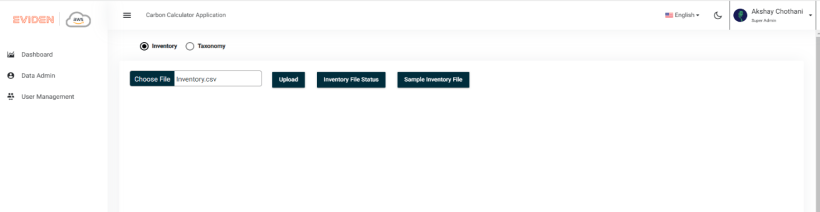 EVIDEN
aws
Carbon Calculator Application
English
Akshay Chothani
Super Admin
Inventory
Taxonomy
Dashboard
Data Admin
User Management
Choose File Inventory.csv
Upload
Inventory File Status
Sample Inventory File